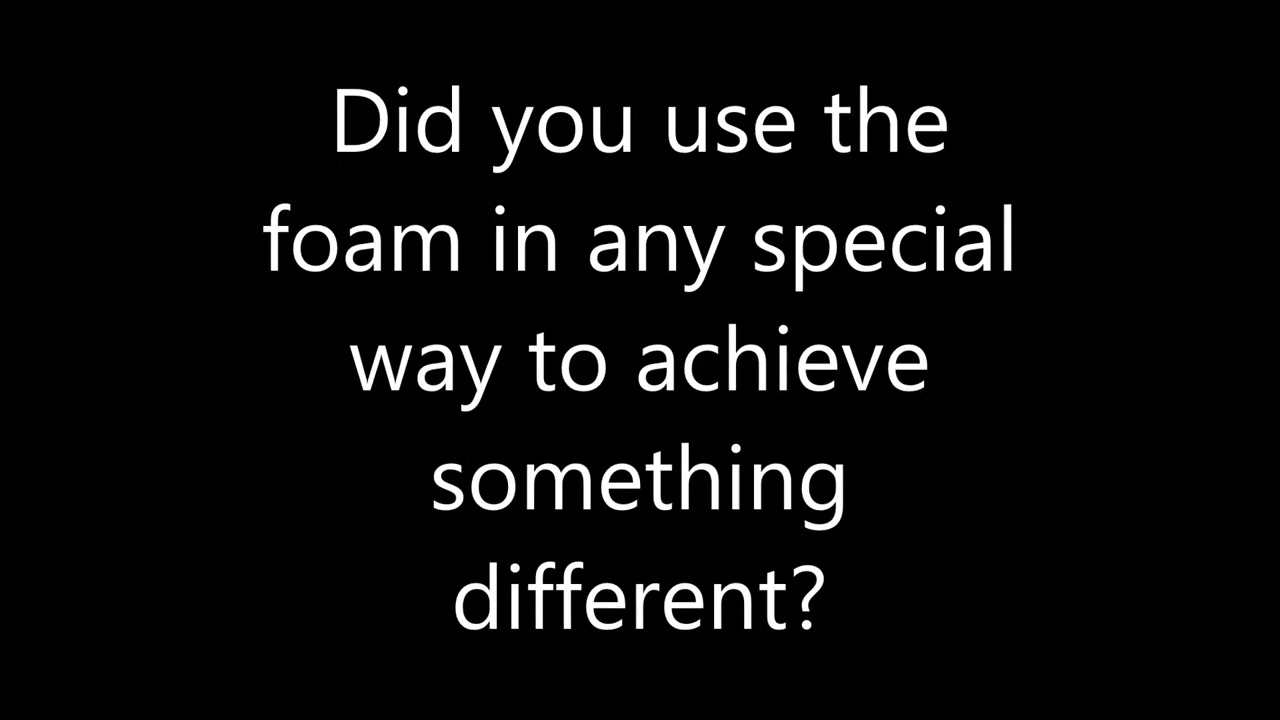 Did you use the
foam in any special
way to achieve
something
different?